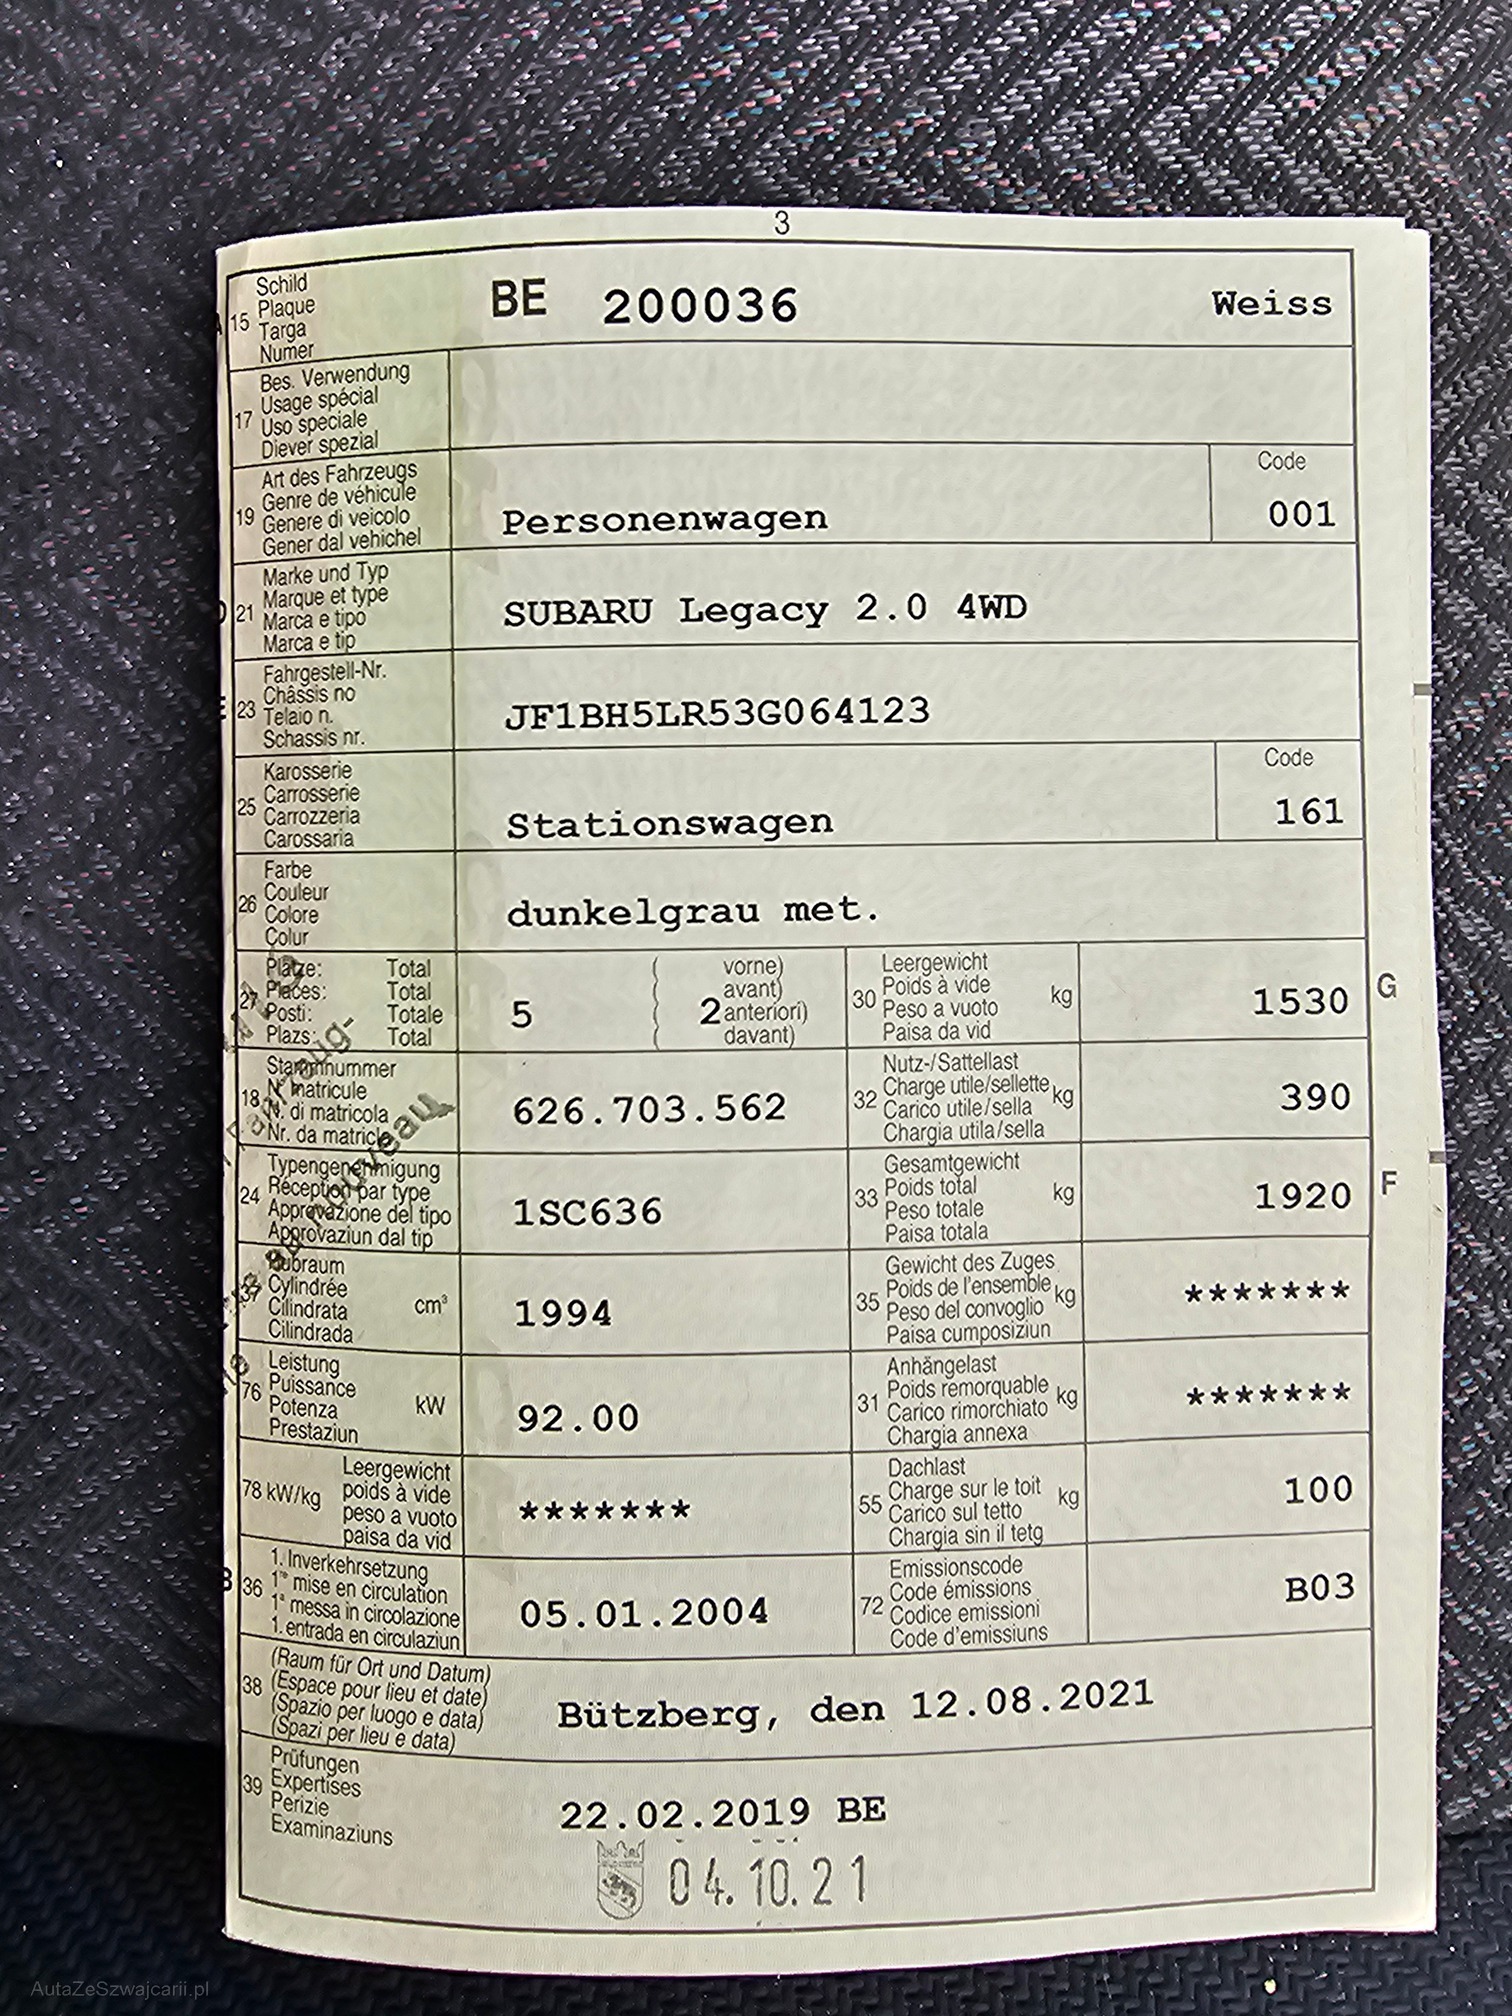 3
15 Schild
Plaque
Targa
Numer
BE 200036 Weiss
17 Bes. Verwendung
Usage spécial
Uso speciale
Diever spezial
19 Art des Fahrzeugs
Genre de véhicule
Genere di veicolo
Gener dal vehichel
Personenwagen
Code
001
21 Marke und Typ
Marque et type
Marca e tipo
Marca e tip
SUBARU Legacy 2.0 4WD
23 Fahrgestell-Nr.
Châssis no
Telaio n.
Schassis nr.
JF1BH5LR53G064123
25 Karosserie
Carrosserie
Carrozzeria
Carossaria
Stationswagen
Code
161
26 Farbe
Couleur
Colore
Colur
dunkelgrau met.
27 Plätze: Total
Places: Total
Posti: Totale
Plazs: Total
5
( vorne)
( avant)
( 2 anteriori)
( davant)
30 Leergewicht
Poids à vide
Peso a vuoto
Paisa da vid
kg
1530 G
18 Stammnummer
N° matricule
N. di matricola
Nr. da matricla
626.703.562
32 Nutz-/Sattellast
Charge utile/sellette
Carico utile/sella
Chargia utila/sella
kg
390
24 Typengenehmigung
Réception par type
Approvazione del tipo
Approvaziun dal tip
1SC636
33 Gesamtgewicht
Poids total
Peso totale
Paisa totala
kg
1920 F
37 Hubraum
Cylindrée
Cilindrata
Cilindrada
cm³
1994
35 Gewicht des Zuges
Poids de l'ensemble
Peso del convoglio
Paisa cumposiziun
kg
*******
76 Leistung
Puissance
Potenza
Prestaziun
kW
92.00
31 Anhängelast
Poids remorquable
Carico rimorchiato
Chargia annexa
kg
*******
78 kW/kg
Leergewicht
poids à vide
peso a vuoto
paisa da vid
*******
55 Dachlast
Charge sur le toit
Carico sul tetto
Chargia sin il tetg
kg
100
B 36 1. Inverkehrsetzung
1re mise en circulation
1a messa in circolazione
1. entrada en circulaziun
05.01.2004
72 Emissionscode
Code émissions
Codice emissioni
Code d'emissiuns
B03
38 (Raum für Ort und Datum)
(Espace pour lieu et date)
(Spazio per luogo e data)
(Spazi per lieu e data)
Bützberg, den 12.08.2021
39 Prüfungen
Expertises
Perizie
Examinaziuns
22.02.2019 BE
04.10.21
nouveau
AutaZeSzwajcarii.pl